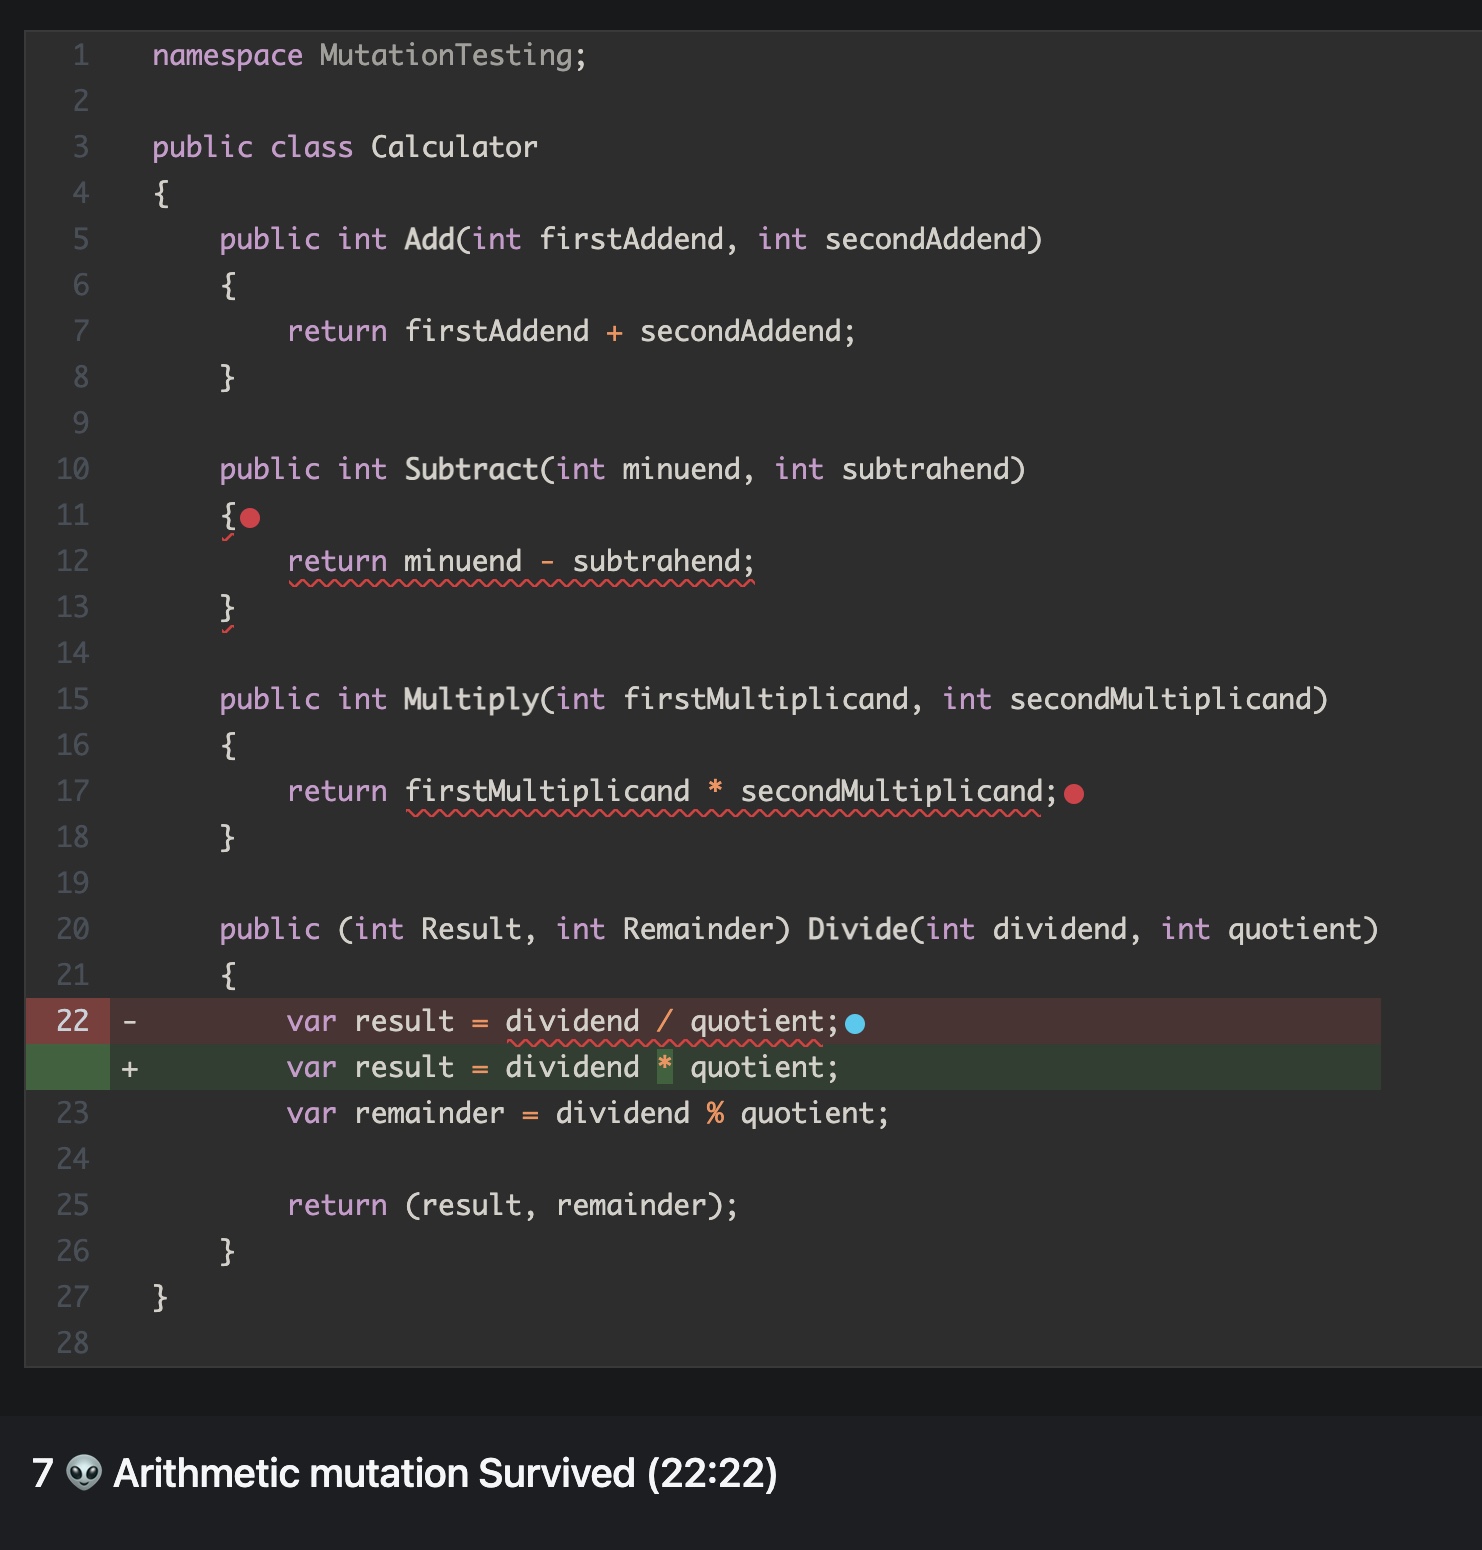 1 namespace MutationTesting;
2
3 public class Calculator
4 {
5     public int Add(int firstAddend, int secondAddend)
6     {
7         return firstAddend + secondAddend;
8     }
9
10     public int Subtract(int minuend, int subtrahend)
11     {
12         return minuend - subtrahend;
13     }
14
15     public int Multiply(int firstMultiplicand, int secondMultiplicand)
16     {
17         return firstMultiplicand * secondMultiplicand;
18     }
19
20     public (int Result, int Remainder) Divide(int dividend, int quotient)
21     {
22 -         var result = dividend / quotient;
+         var result = dividend * quotient;
23         var remainder = dividend % quotient;
24
25         return (result, remainder);
26     }
27 }
28
7 👽 Arithmetic mutation Survived (22:22)